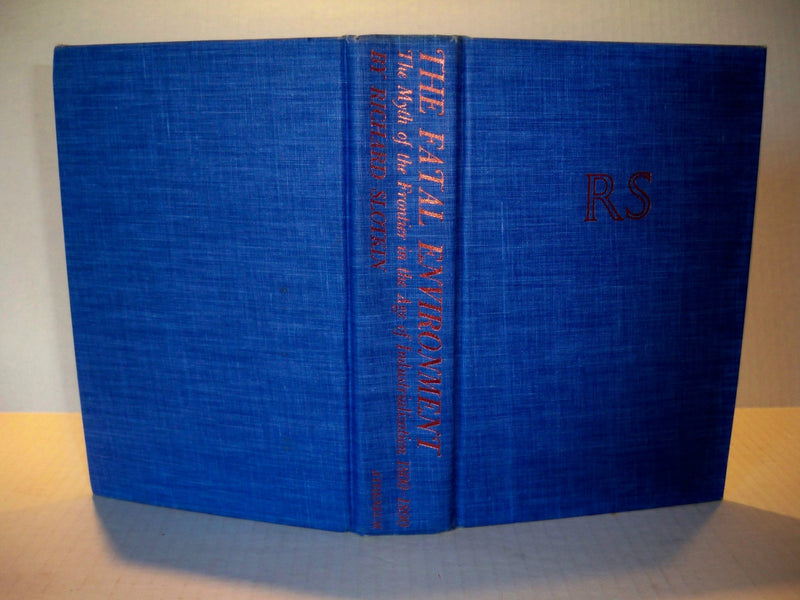 THE FATAL ENVIRONMENT
The Myth of the Frontier in the Age of Industrialization 1800-1890
BY RICHARD SLOTKIN
ATHENEUM
RS